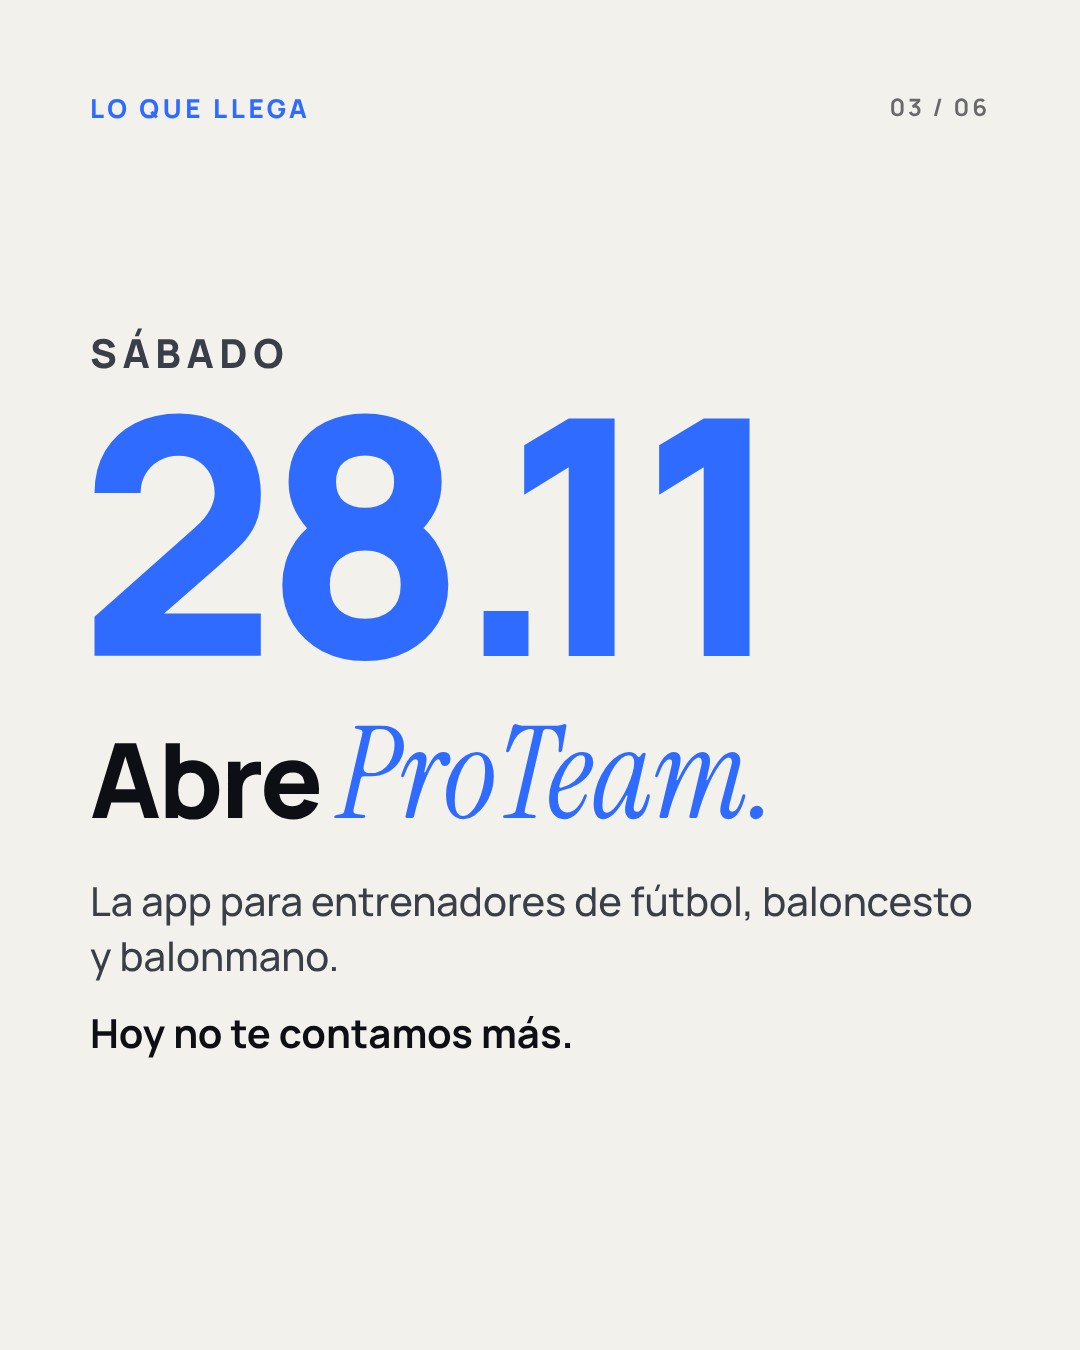 LO QUE LLEGA
03 / 06
SÁBADO
28.11
Abre ProTeam.
La app para entrenadores de fútbol, baloncesto
y balonmano.
Hoy no te contamos más.